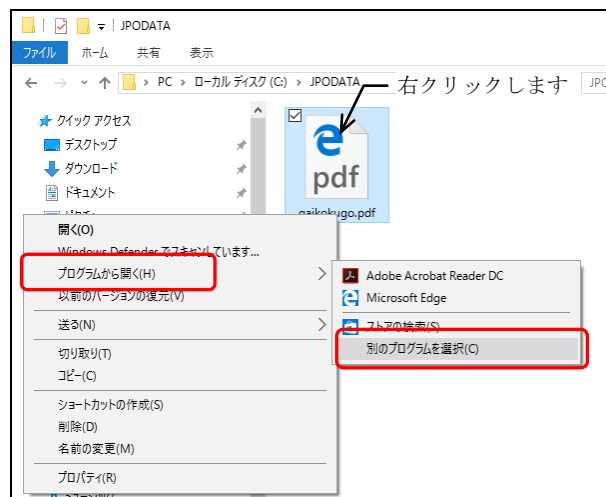 JPODATA
ファイル ホーム 共有 表示
PC > ローカル ディスク (C:) > JPODATA
右クリックします
クイック アクセス
デスクトップ
ダウンロード
ドキュメント
pdf
gaikokugo.pdf
開く(O)
Windows Defender でスキャンしています...
プログラムから開く(H)
以前のバージョンの復元(V)
送る(N)
切り取り(T)
コピー(C)
ショートカットの作成(S)
削除(D)
名前の変更(M)
プロパティ(R)
Adobe Acrobat Reader DC
Microsoft Edge
ストアの検索(S)
別のプログラムを選択(C)